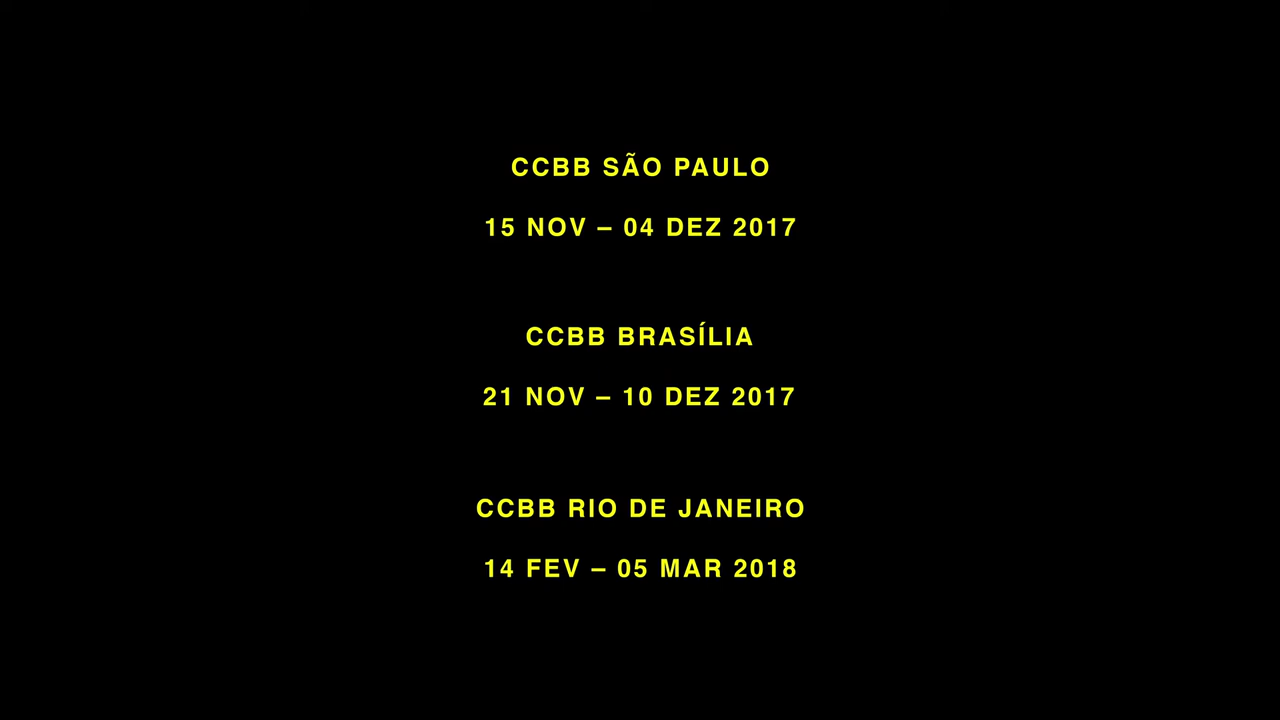 CCBB SÃO PAULO
15 NOV – 04 DEZ 2017
CCBB BRASÍLIA
21 NOV – 10 DEZ 2017
CCBB RIO DE JANEIRO
14 FEV – 05 MAR 2018